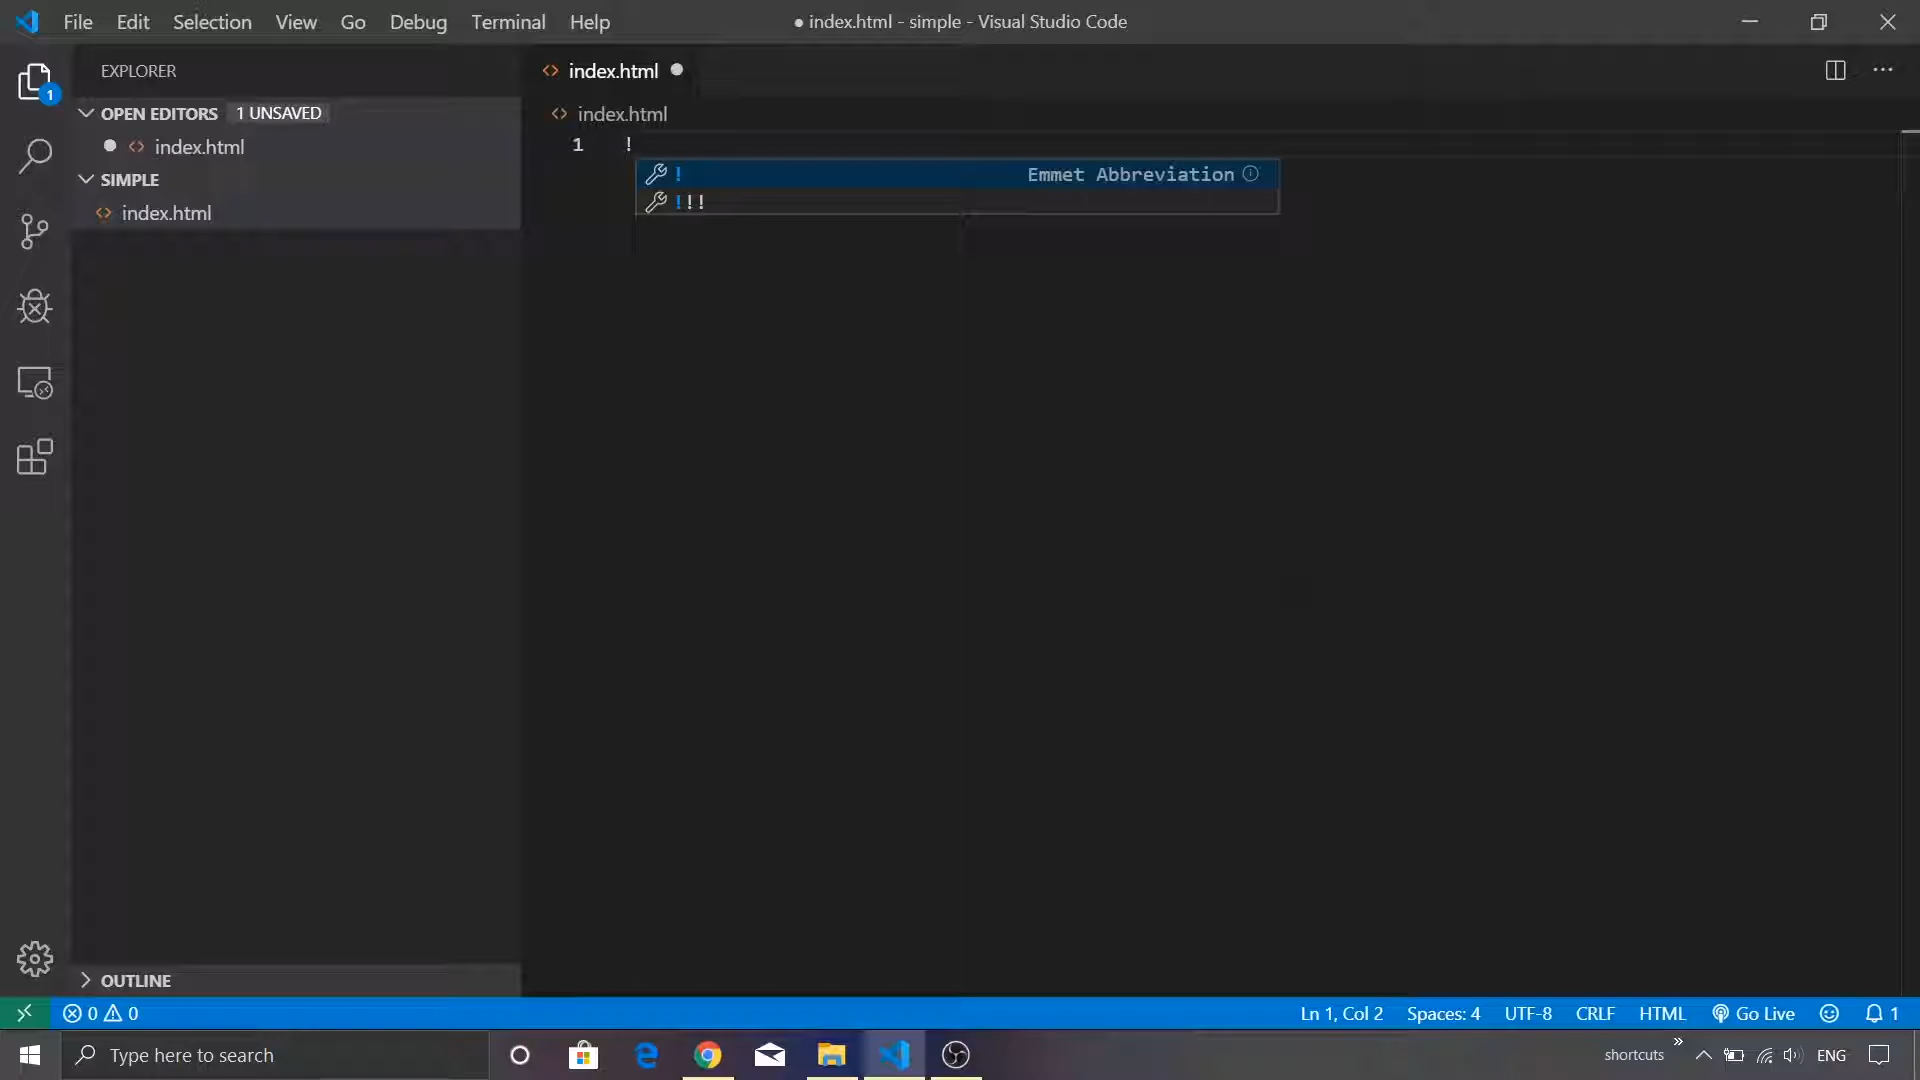 File Edit Selection View Go Debug Terminal Help
● index.html - simple - Visual Studio Code
EXPLORER
1
OPEN EDITORS 1 UNSAVED
index.html
SIMPLE
index.html
OUTLINE
index.html
index.html
1 !
! Emmet Abbreviation
!!!
0 0
Ln 1, Col 2 Spaces: 4 UTF-8 CRLF HTML Go Live 1
Type here to search
shortcuts » ENG